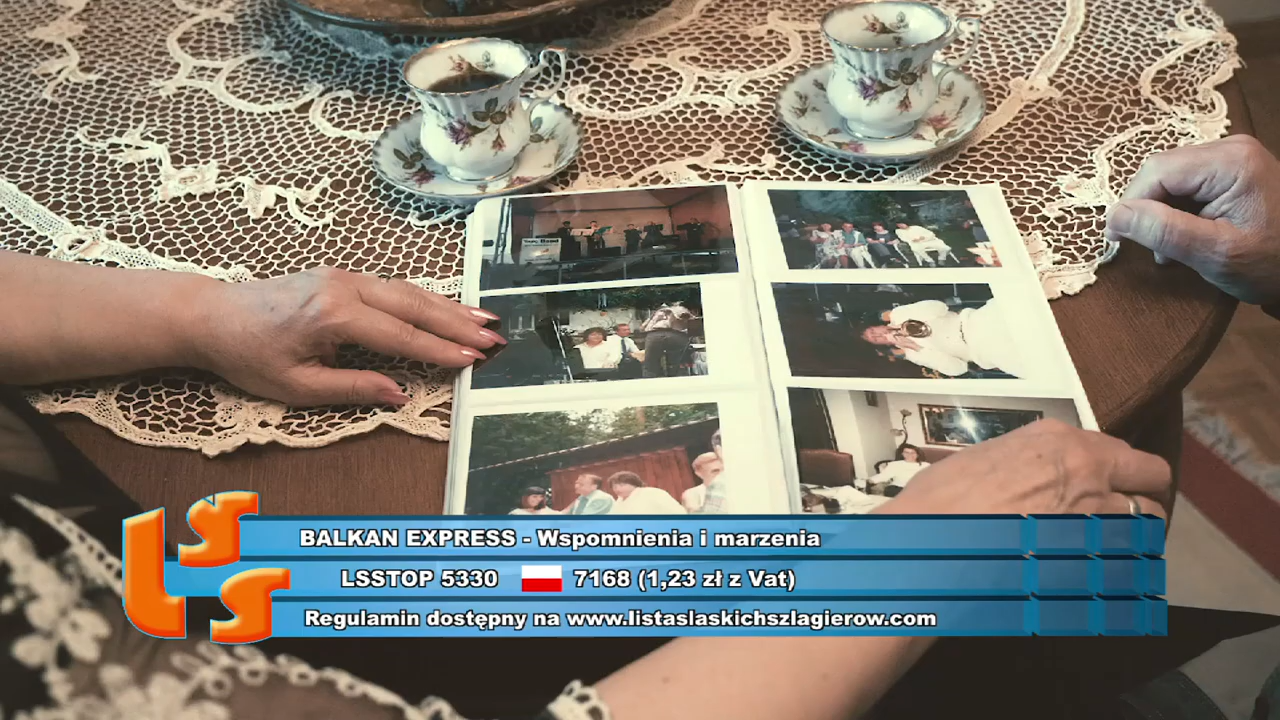 LSS
BALKAN EXPRESS - Wspomnienia i marzenia
LSSTOP 5330 7168 (1,23 zł z Vat)
Regulamin dostępny na www.listaslaskichszlagierow.com